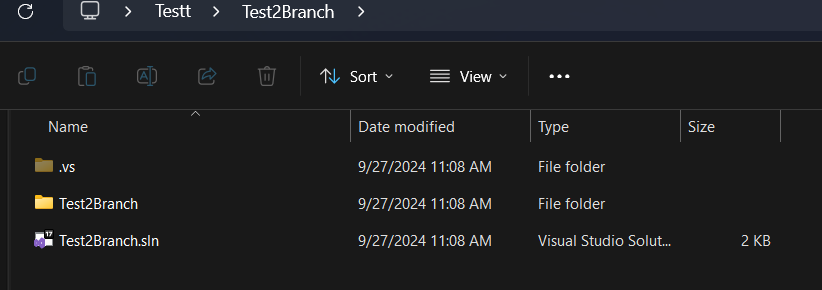 Testt > Test2Branch >
Sort View
Name Date modified Type Size
.vs 9/27/2024 11:08 AM File folder
Test2Branch 9/27/2024 11:08 AM File folder
17 Test2Branch.sln 9/27/2024 11:08 AM Visual Studio Solut... 2 KB